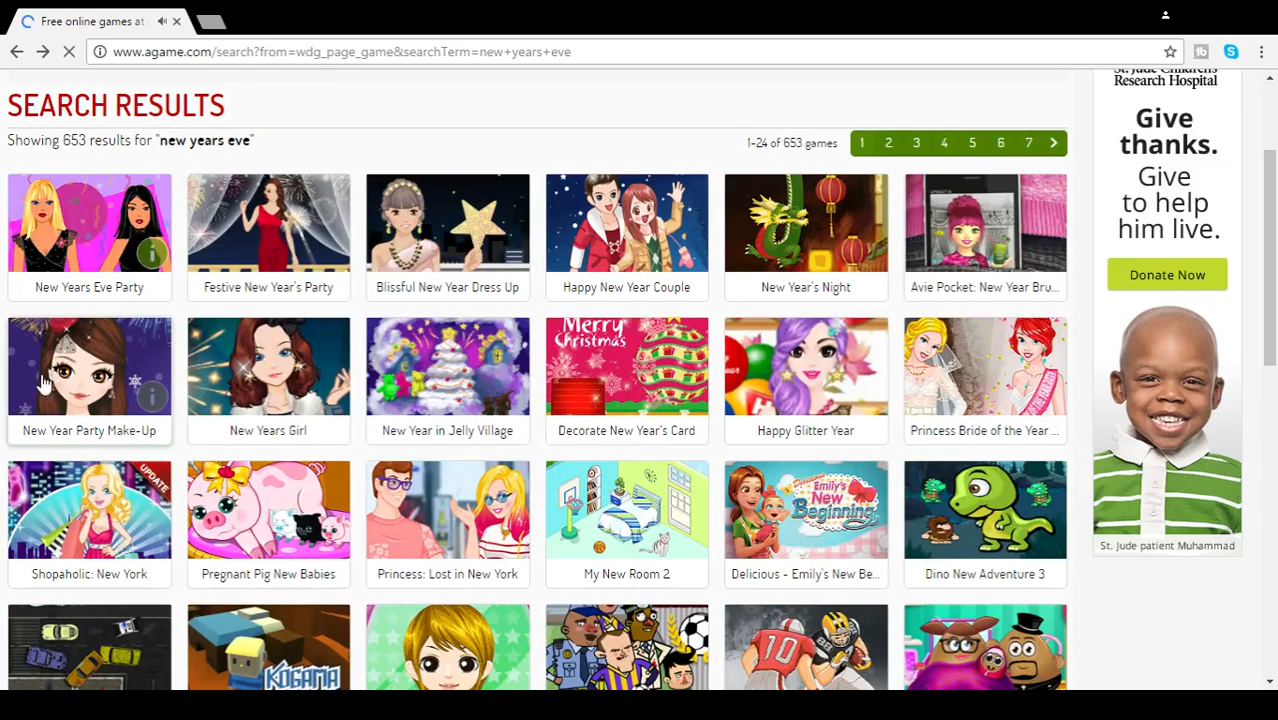 Free online games at
www.agame.com/search?from=wdg_page_game&searchTerm=new+years+eve
SEARCH RESULTS
Showing 653 results for "new years eve"
1-24 of 653 games
1 2 3 4 5 6 7
New Years Eve Party
Festive New Year's Party
Blissful New Year Dress Up
Happy New Year Couple
New Year's Night
Avie Pocket: New Year Bru...
Merry
Christmas
New Year Party Make-Up
New Years Girl
New Year in Jelly Village
Decorate New Year's Card
Happy Glitter Year
Princess Bride of the Year ...
UPDATE
Delicious
Emily's
New
Beginning
Shopaholic: New York
Pregnant Pig New Babies
Princess: Lost in New York
My New Room 2
Delicious - Emily's New Be...
Dino New Adventure 3
KOGAMA
10
St. Jude Children's
Research Hospital
Give
thanks.
Give
to help
him live.
Donate Now
St. Jude patient Muhammad